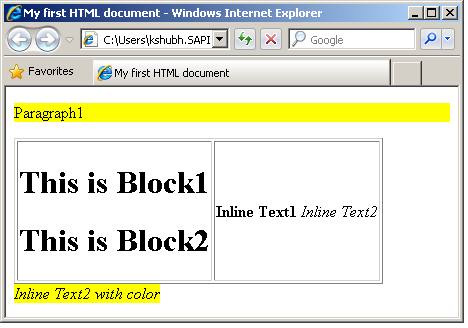 My first HTML document - Windows Internet Explorer
C:\Users\kshubh.SAPI
Google
Favorites
My first HTML document
Paragraph1
This is Block1
This is Block2
Inline Text1 Inline Text2
Inline Text2 with color